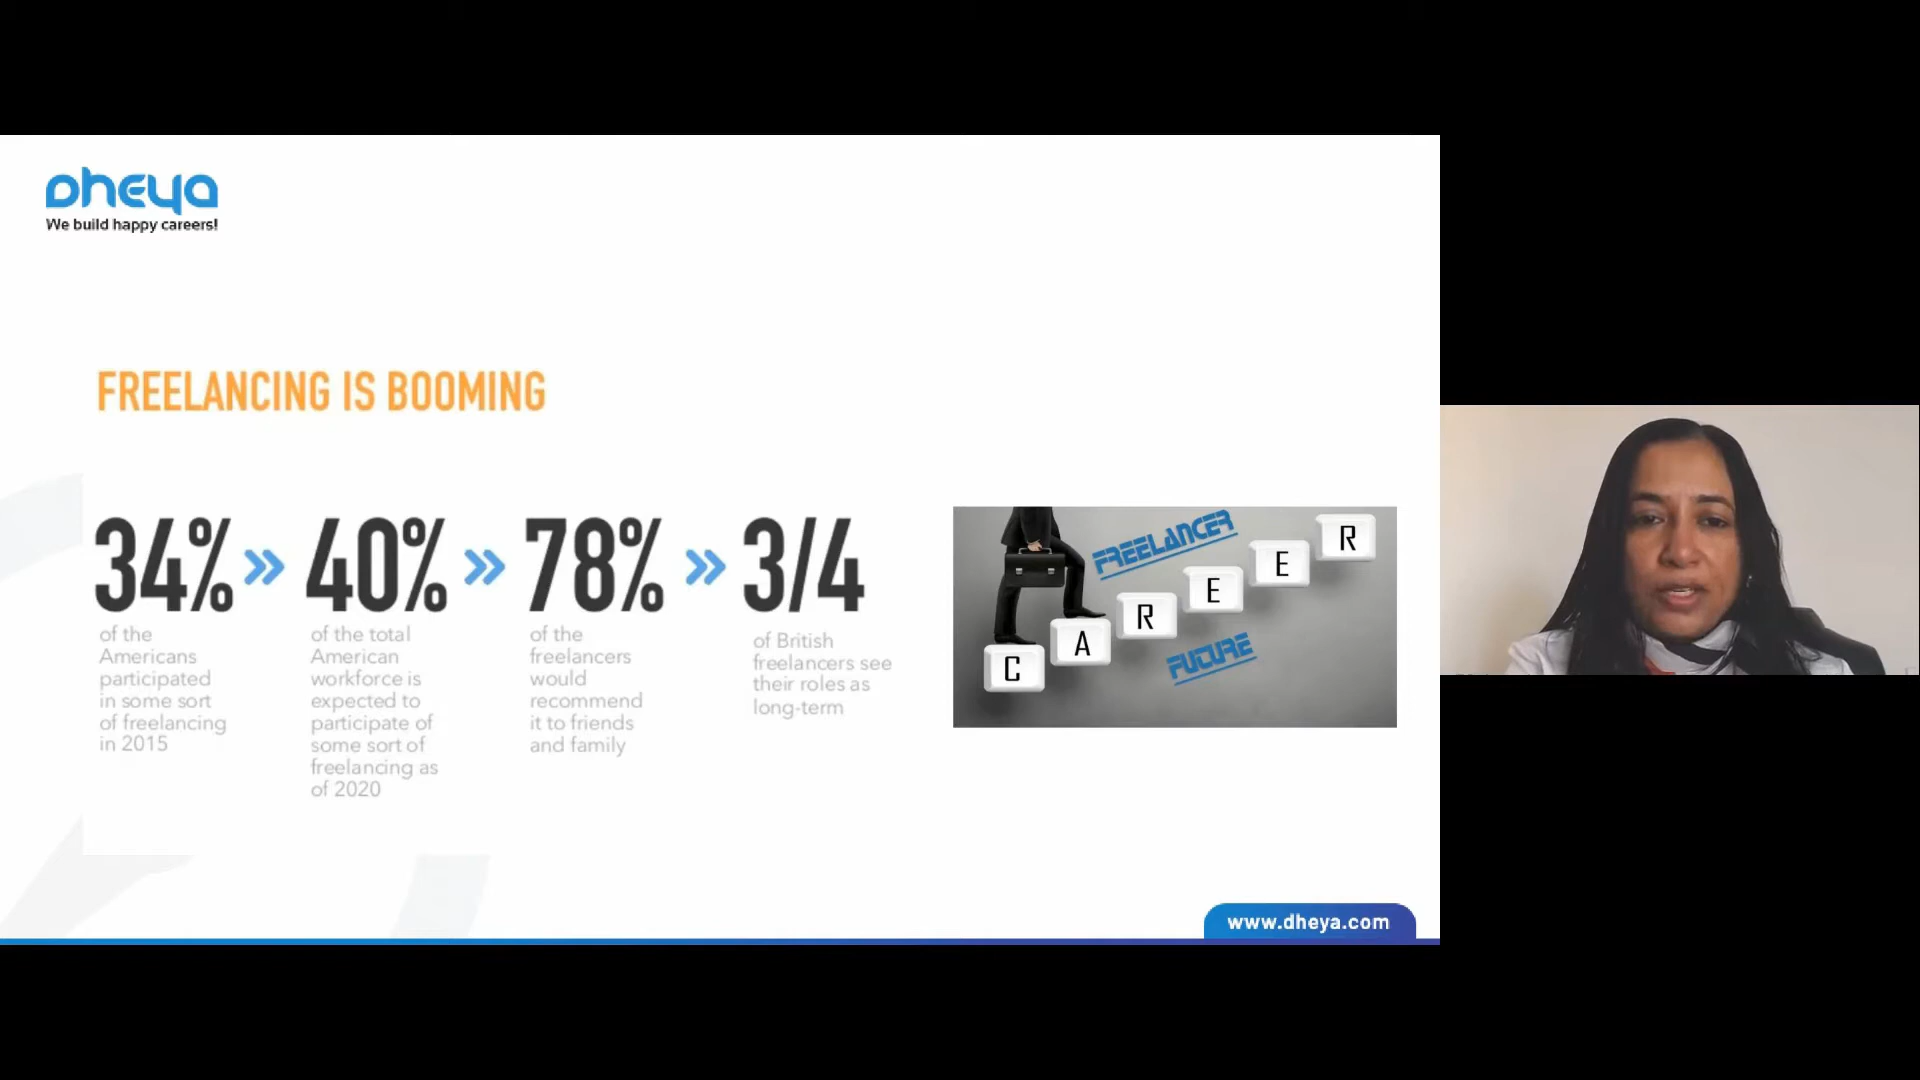 Dheya
We build happy careers!
FREELANCING IS BOOMING
34%
of the
Americans
participated
in some sort
of freelancing
in 2015
40%
of the total
American
workforce is
expected to
participate of
some sort of
freelancing as
of 2020
78%
of the
freelancers
would
recommend
it to friends
and family
3/4
of British
freelancers see
their roles as
long-term
FREELANCER
CAREER
FUTURE
www.dheya.com